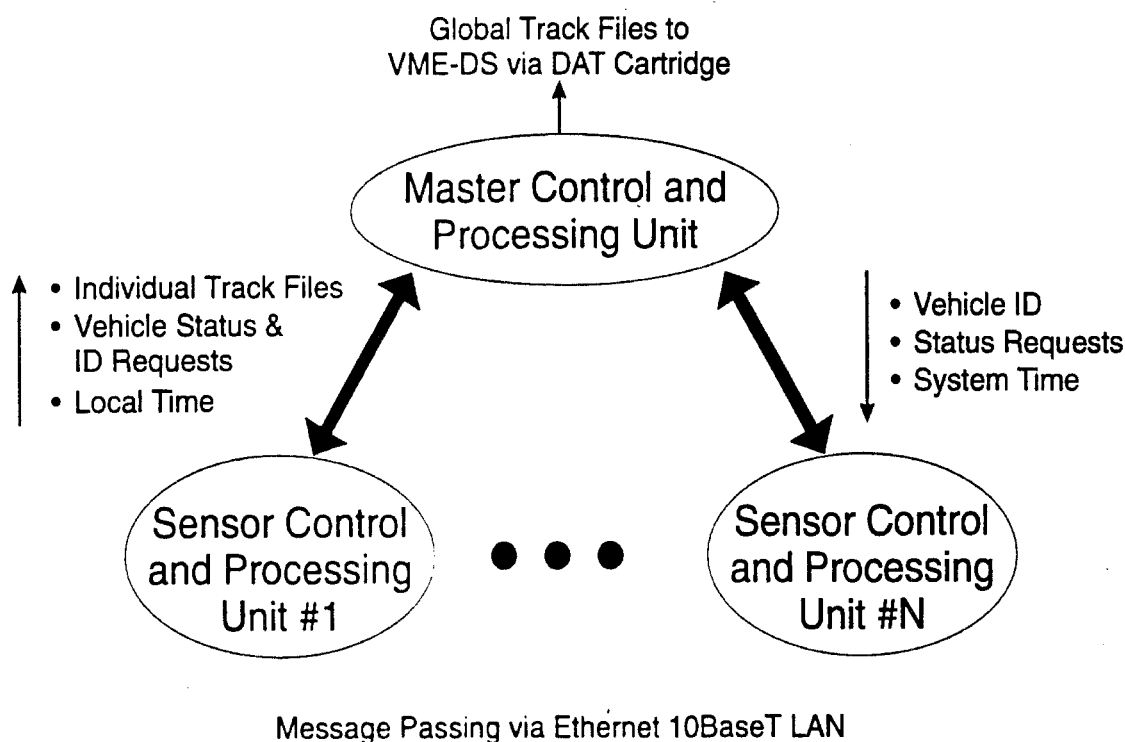 Global Track Files to
VME-DS via DAT Cartridge
Master Control and
Processing Unit
• Individual Track Files
• Vehicle Status &
ID Requests
• Local Time
• Vehicle ID
• Status Requests
• System Time
Sensor Control
and Processing
Unit #1
Sensor Control
and Processing
Unit #N
Message Passing via Ethernet 10BaseT LAN